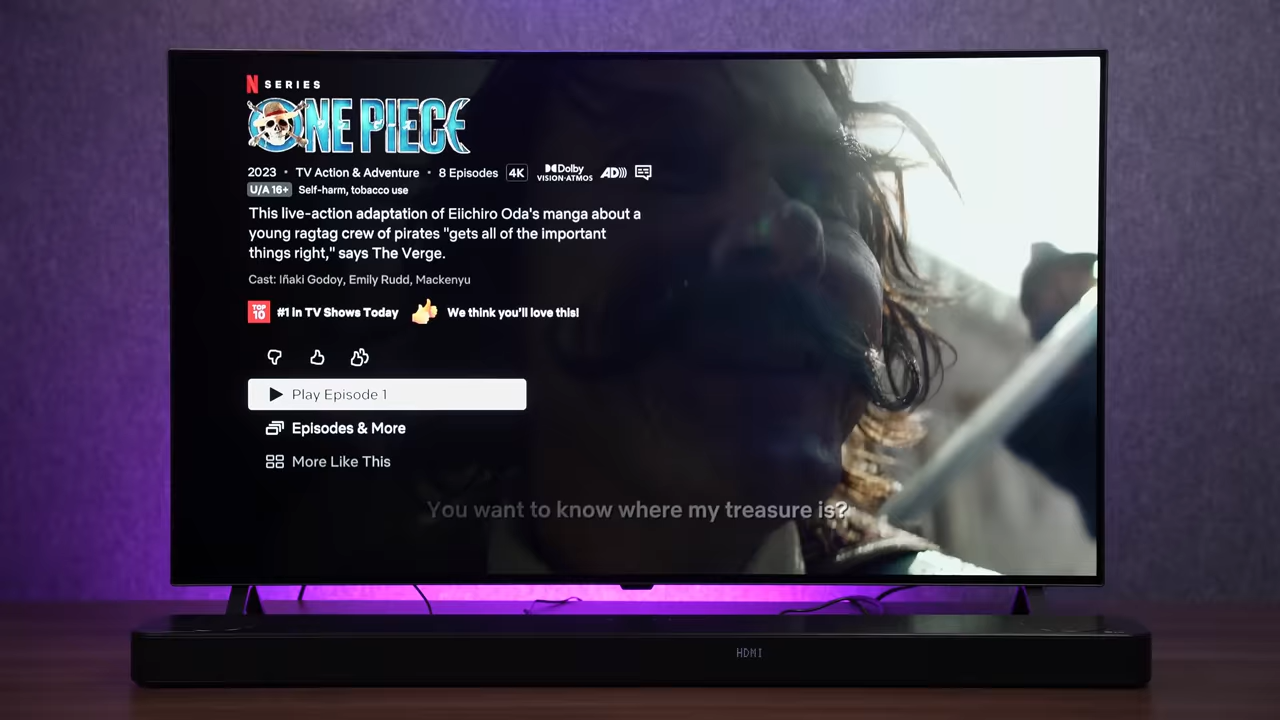 N SERIES
ONE PIECE
2023 • TV Action & Adventure • 8 Episodes 4K Dolby VISION·ATMOS AD)))
U/A 16+ Self-harm, tobacco use
This live-action adaptation of Eiichiro Oda's manga about a
young ragtag crew of pirates "gets all of the important
things right," says The Verge.
Cast: Iñaki Godoy, Emily Rudd, Mackenyu
TOP 10 #1 in TV Shows Today We think you'll love this!
Play Episode 1
Episodes & More
More Like This
You want to know where my treasure is?
HDMI